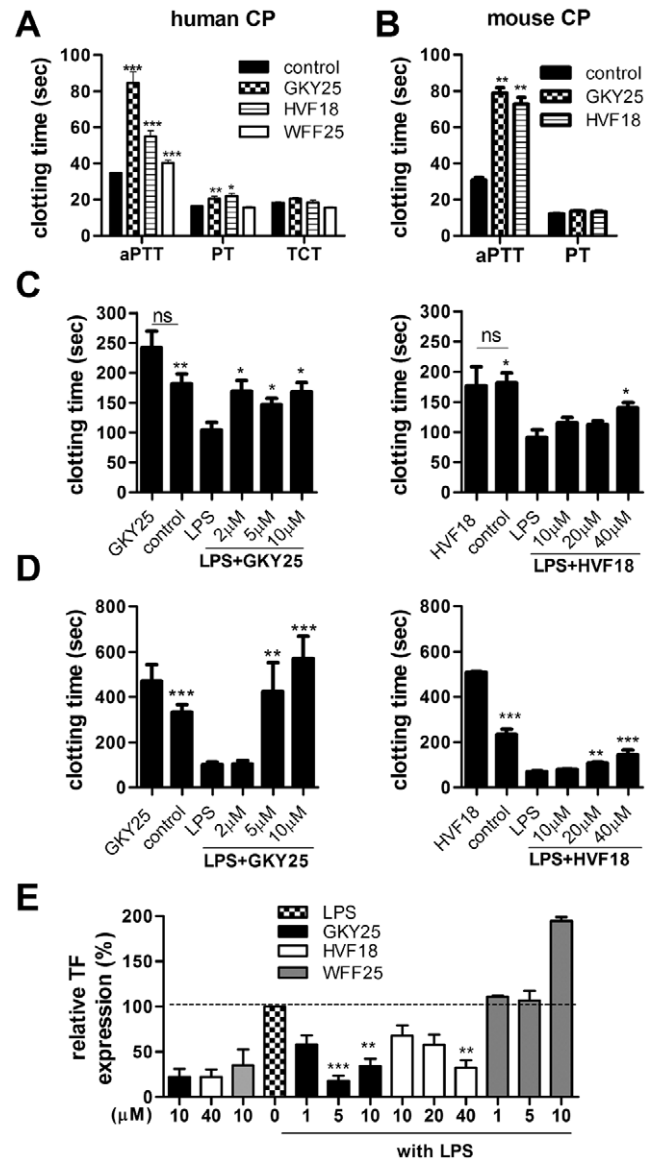 A
human CP
clotting time (sec)
100
80
60
40
20
0
***
***
***
** *
control
GKY25
HVF18
WFF25
aPTT PT TCT
B
mouse CP
clotting time (sec)
100
80
60
40
20
0
** **
control
GKY25
HVF18
aPTT PT
C
clotting time (sec)
300
250
200
150
100
50
0
ns
** * * *
GKY25 control LPS 2μM 5μM 10μM
LPS+GKY25
clotting time (sec)
300
250
200
150
100
50
0
ns
* *
HVF18 control LPS 10μM 20μM 40μM
LPS+HVF18
D
clotting time (sec)
800
600
400
200
0
*** ** ***
GKY25 control LPS 2μM 5μM 10μM
LPS+GKY25
clotting time (sec)
800
600
400
200
0
*** ** ***
HVF18 control LPS 10μM 20μM 40μM
LPS+HVF18
E
relative TF
expression (%)
200
150
100
50
0
LPS
GKY25
HVF18
WFF25
*** ** **
(μM) 10 40 10 0 1 5 10 10 20 40 1 5 10
with LPS